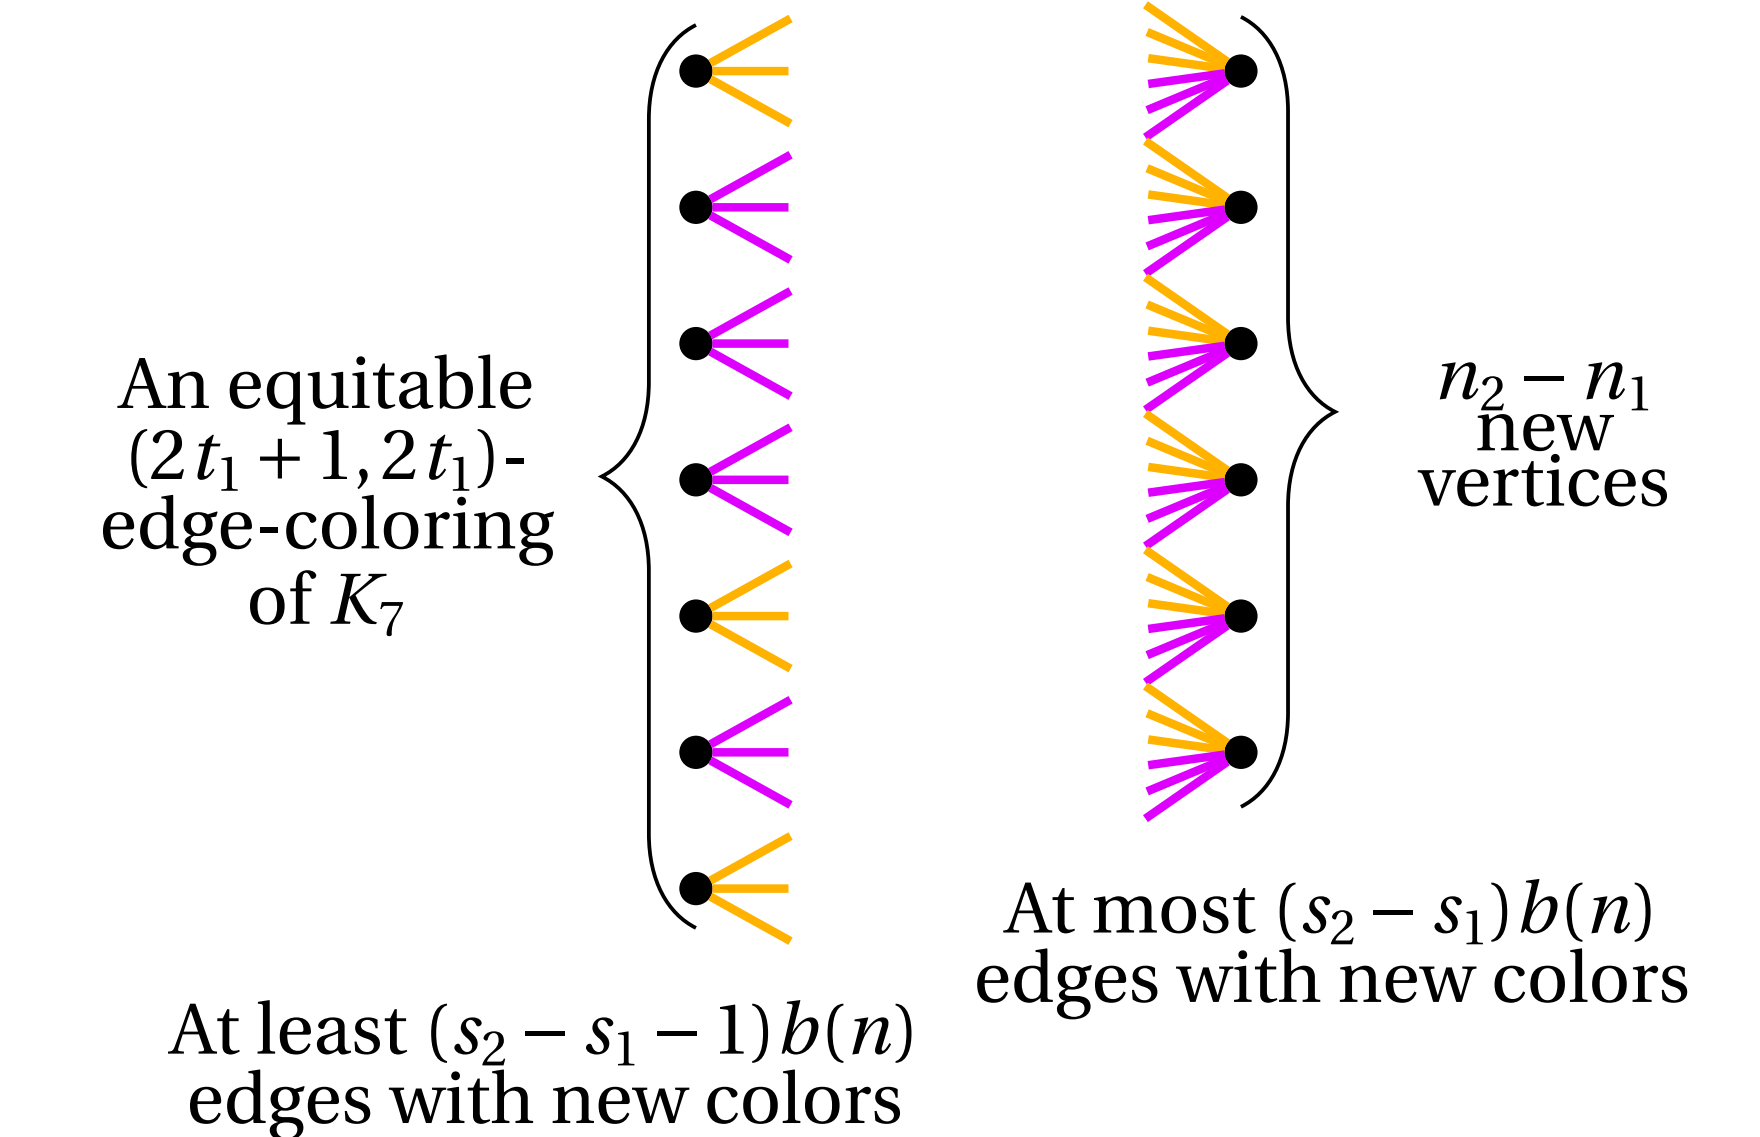 An equitable
(2t₁ + 1, 2t₁)-
edge-coloring
of K₇
n₂ − n₁
new
vertices
At most (s₂ − s₁)b(n)
edges with new colors
At least (s₂ − s₁ − 1)b(n)
edges with new colors